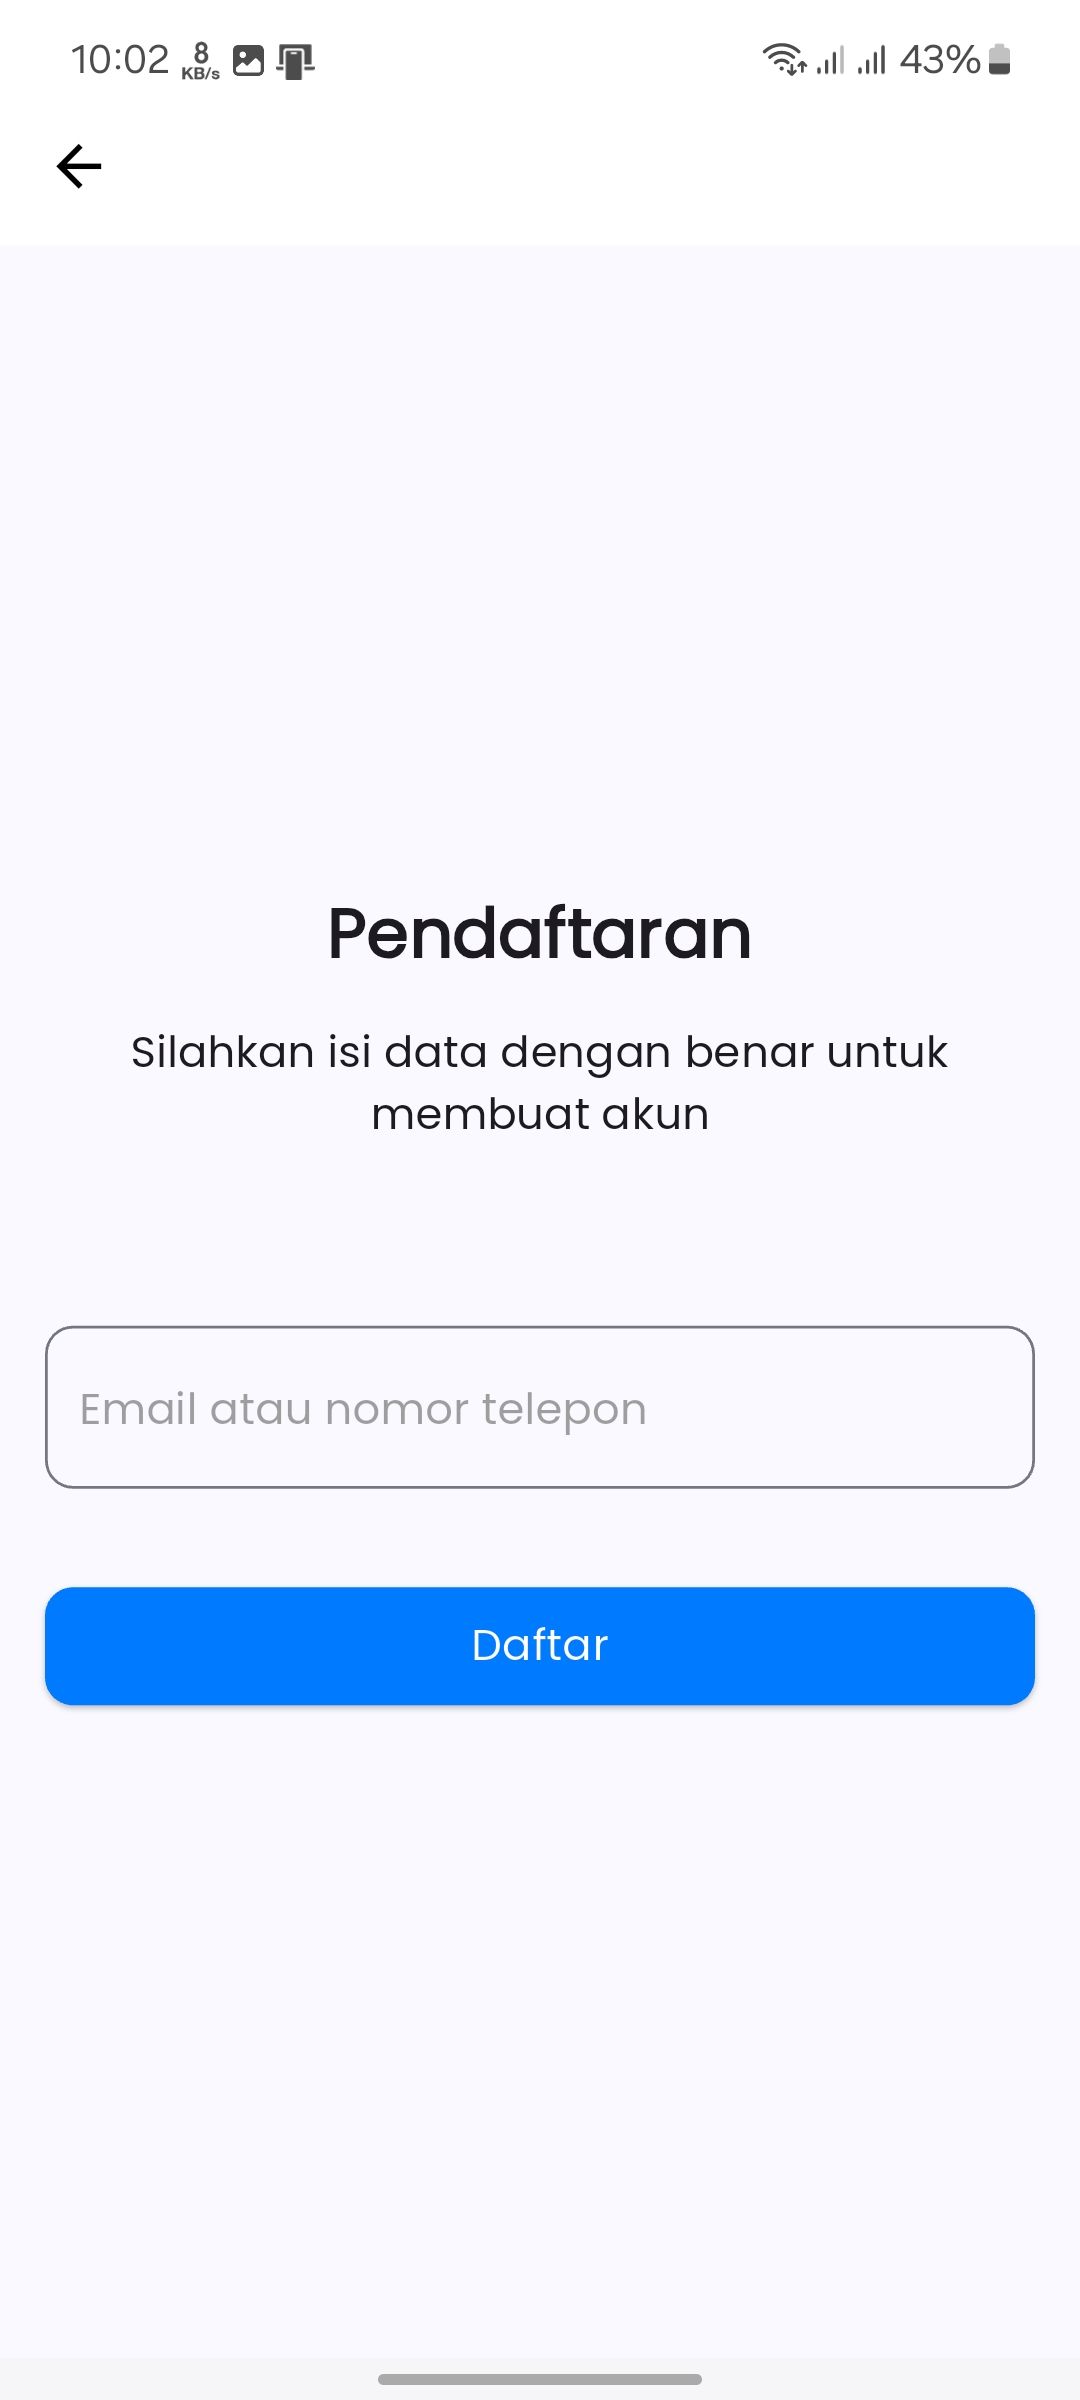 10:02 8 KB/s 43%
Pendaftaran
Silahkan isi data dengan benar untuk
membuat akun
Email atau nomor telepon
Daftar